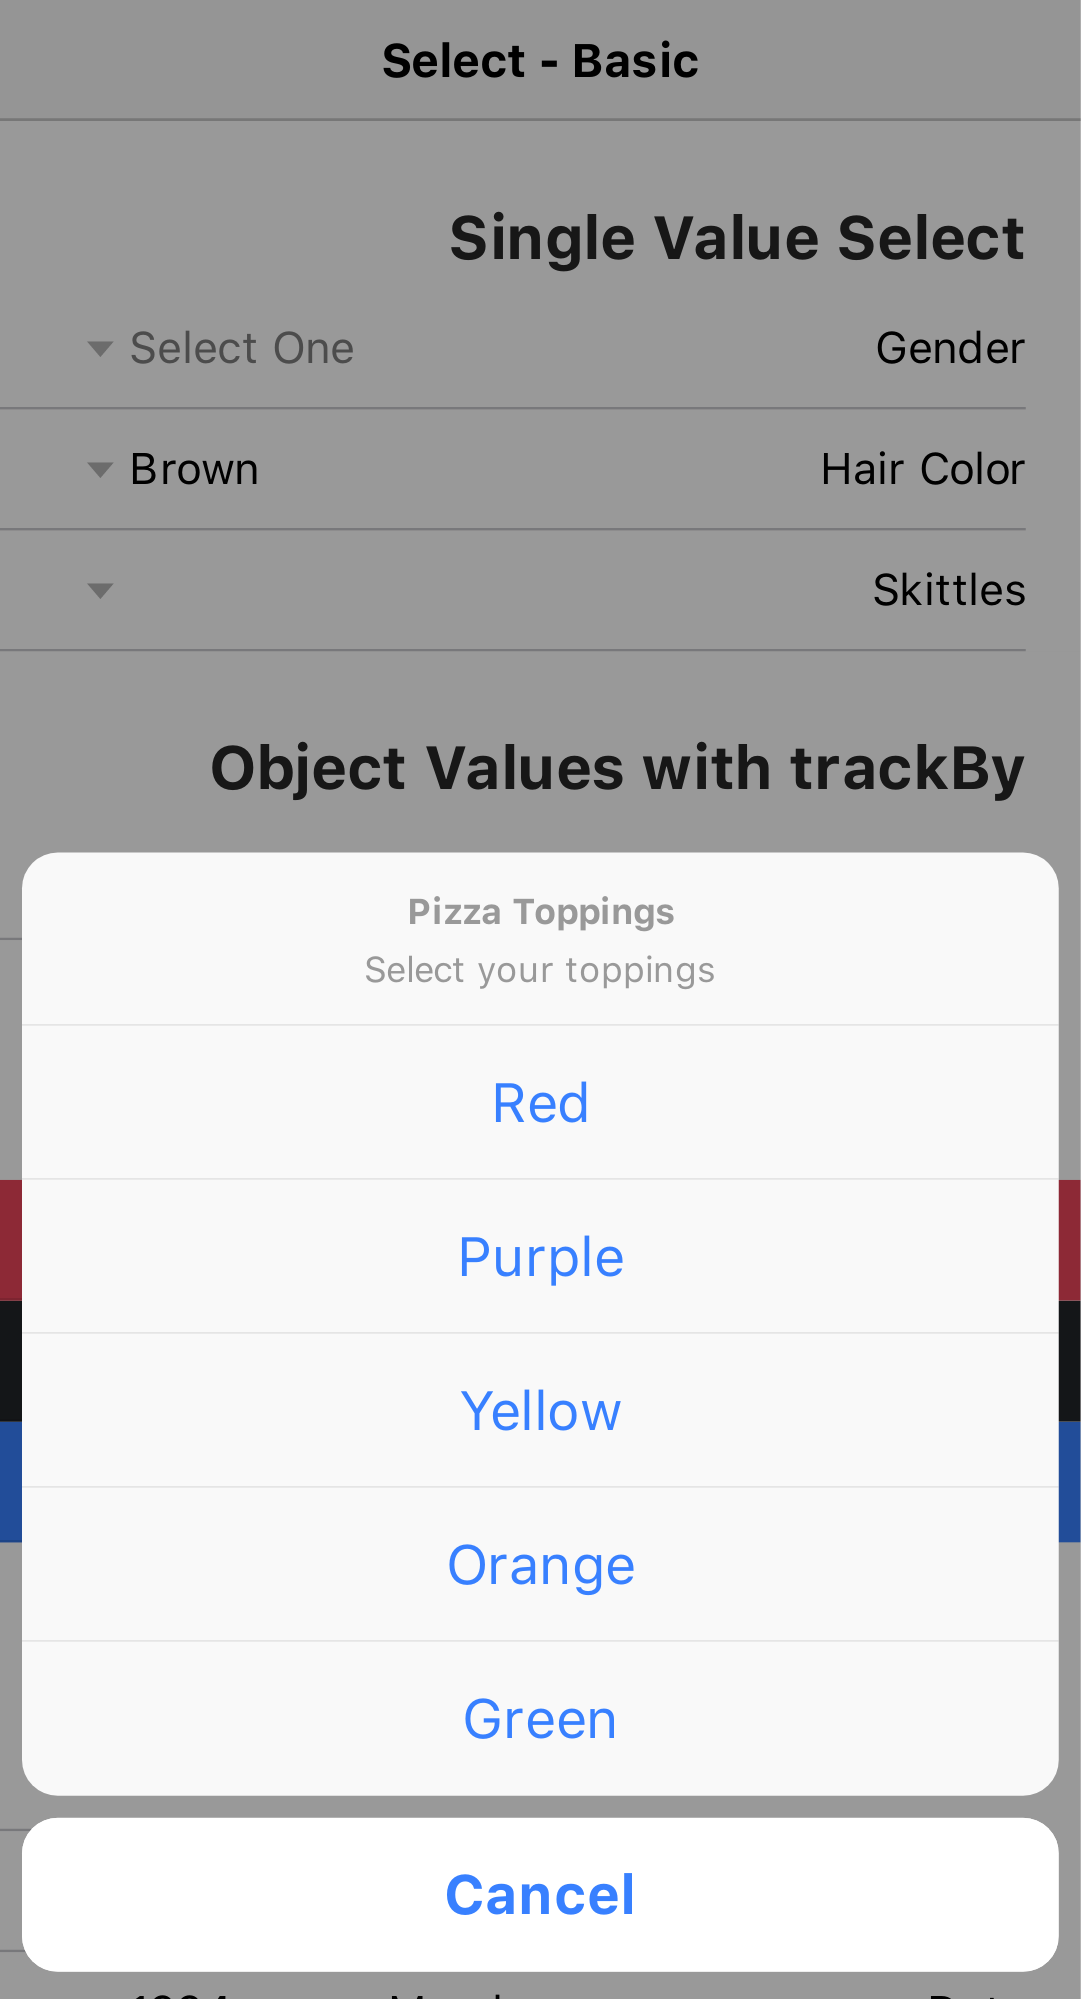 Select - Basic
Single Value Select
Gender Select One
Hair Color Brown
Skittles
Object Values with trackBy
Pizza Toppings
Select your toppings
Red
Purple
Yellow
Orange
Green
Cancel